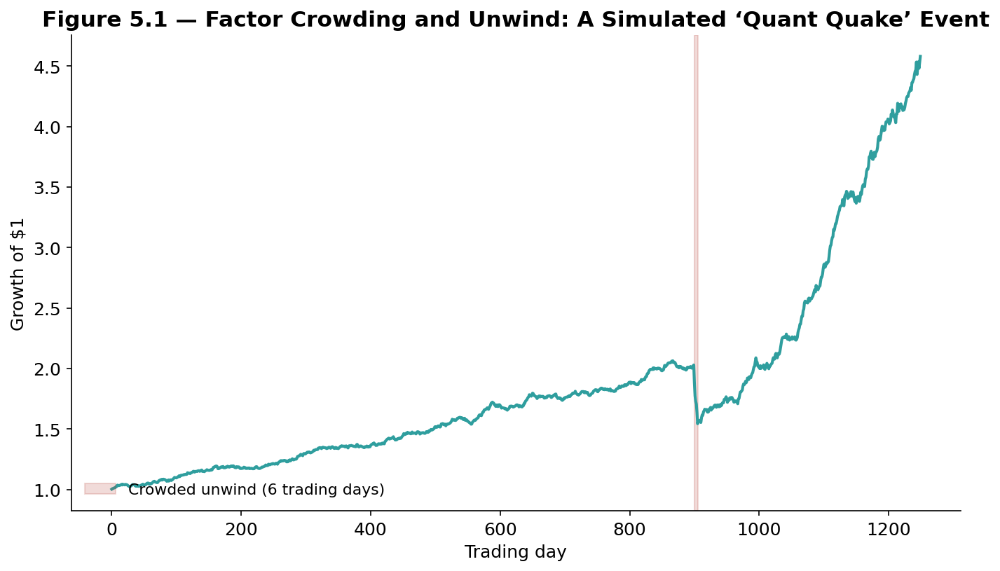 Figure 5.1 — Factor Crowding and Unwind: A Simulated ‘Quant Quake’ Event
4.5
4.0
3.5
3.0
2.5
2.0
1.5
1.0
Growth of $1
Crowded unwind (6 trading days)
0 200 400 600 800 1000 1200
Trading day